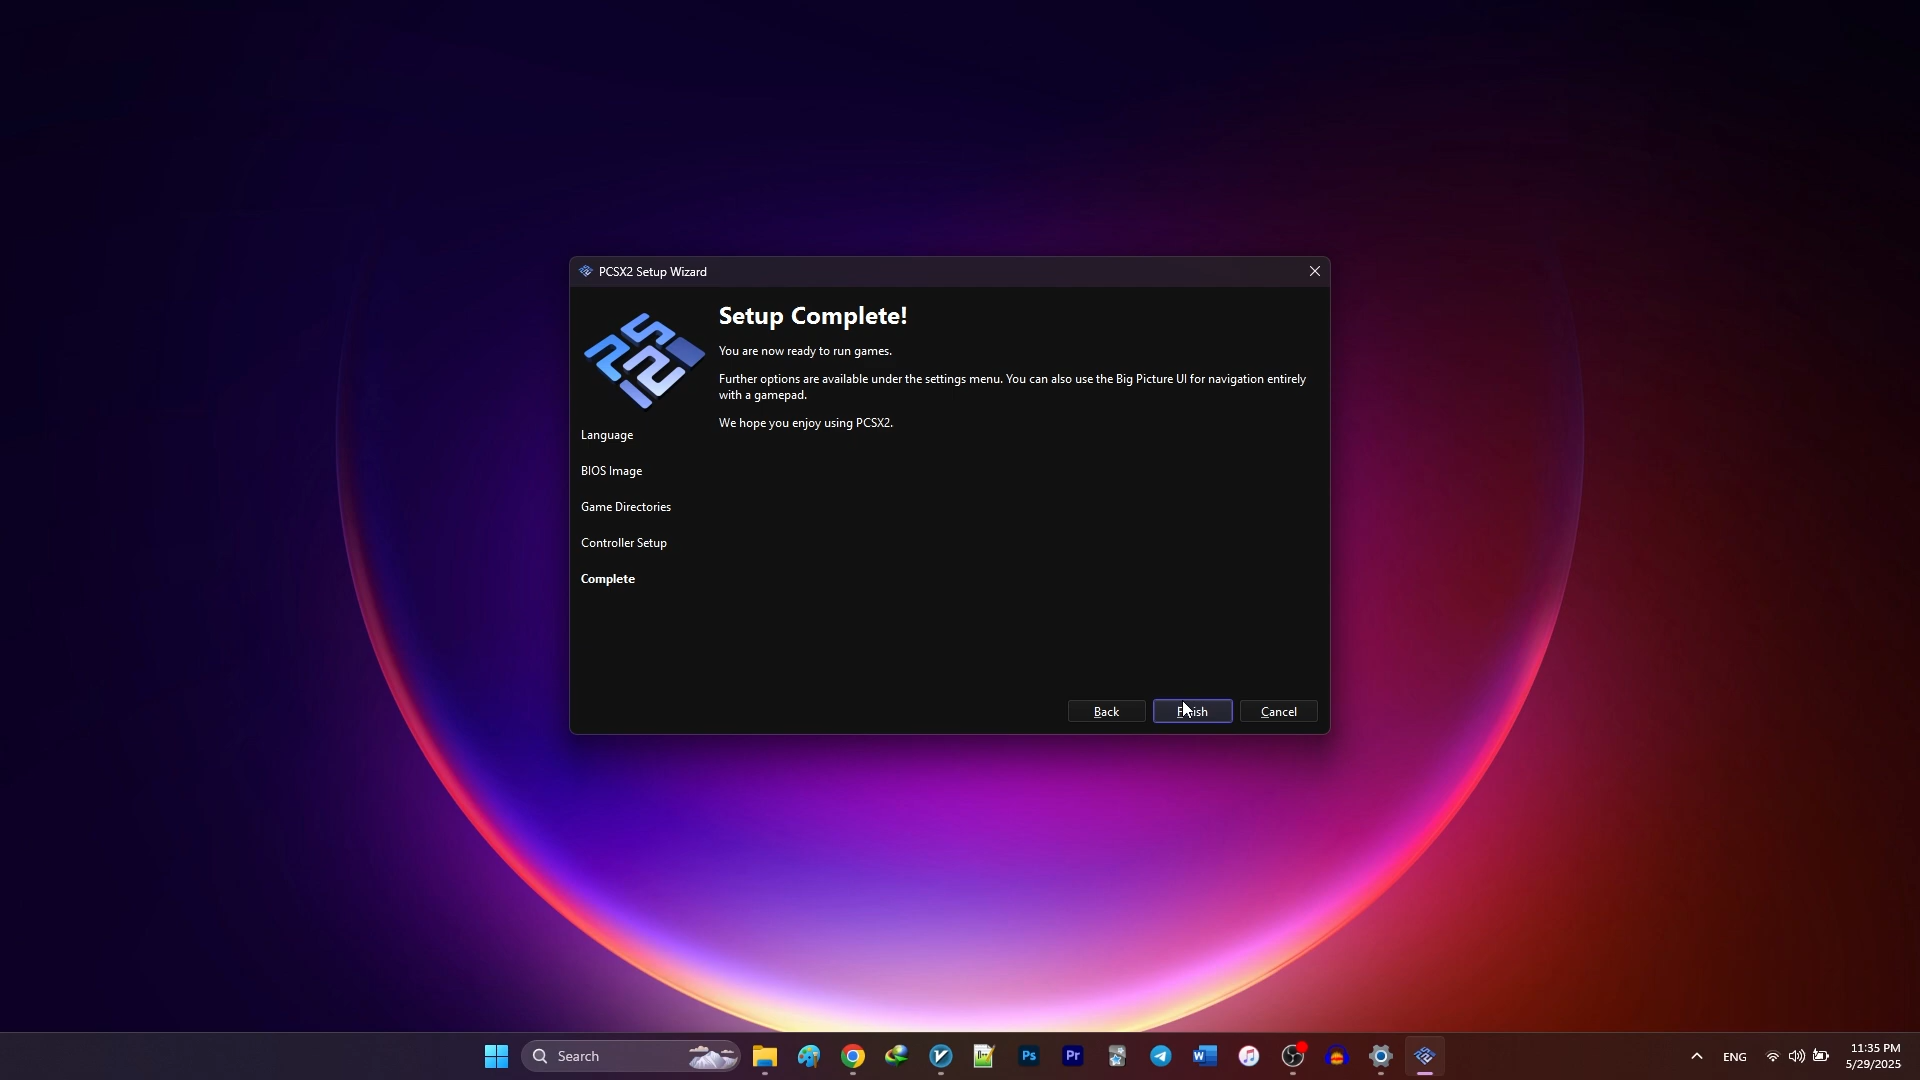 PCSX2 Setup Wizard
Setup Complete!
You are now ready to run games.
Further options are available under the settings menu. You can also use the Big Picture UI for navigation entirely
with a gamepad.
We hope you enjoy using PCSX2.
Language
BIOS Image
Game Directories
Controller Setup
Complete
Back
Finish
Cancel
Search
Ps
Pr
W
ENG
11:35 PM
5/29/2025